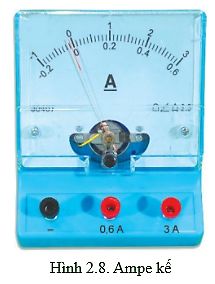 -1 0 1 2 3
-0.2 0 0.2 0.4 0.6
A
− 0,6 A 3 A
Hình 2.8. Ampe kế